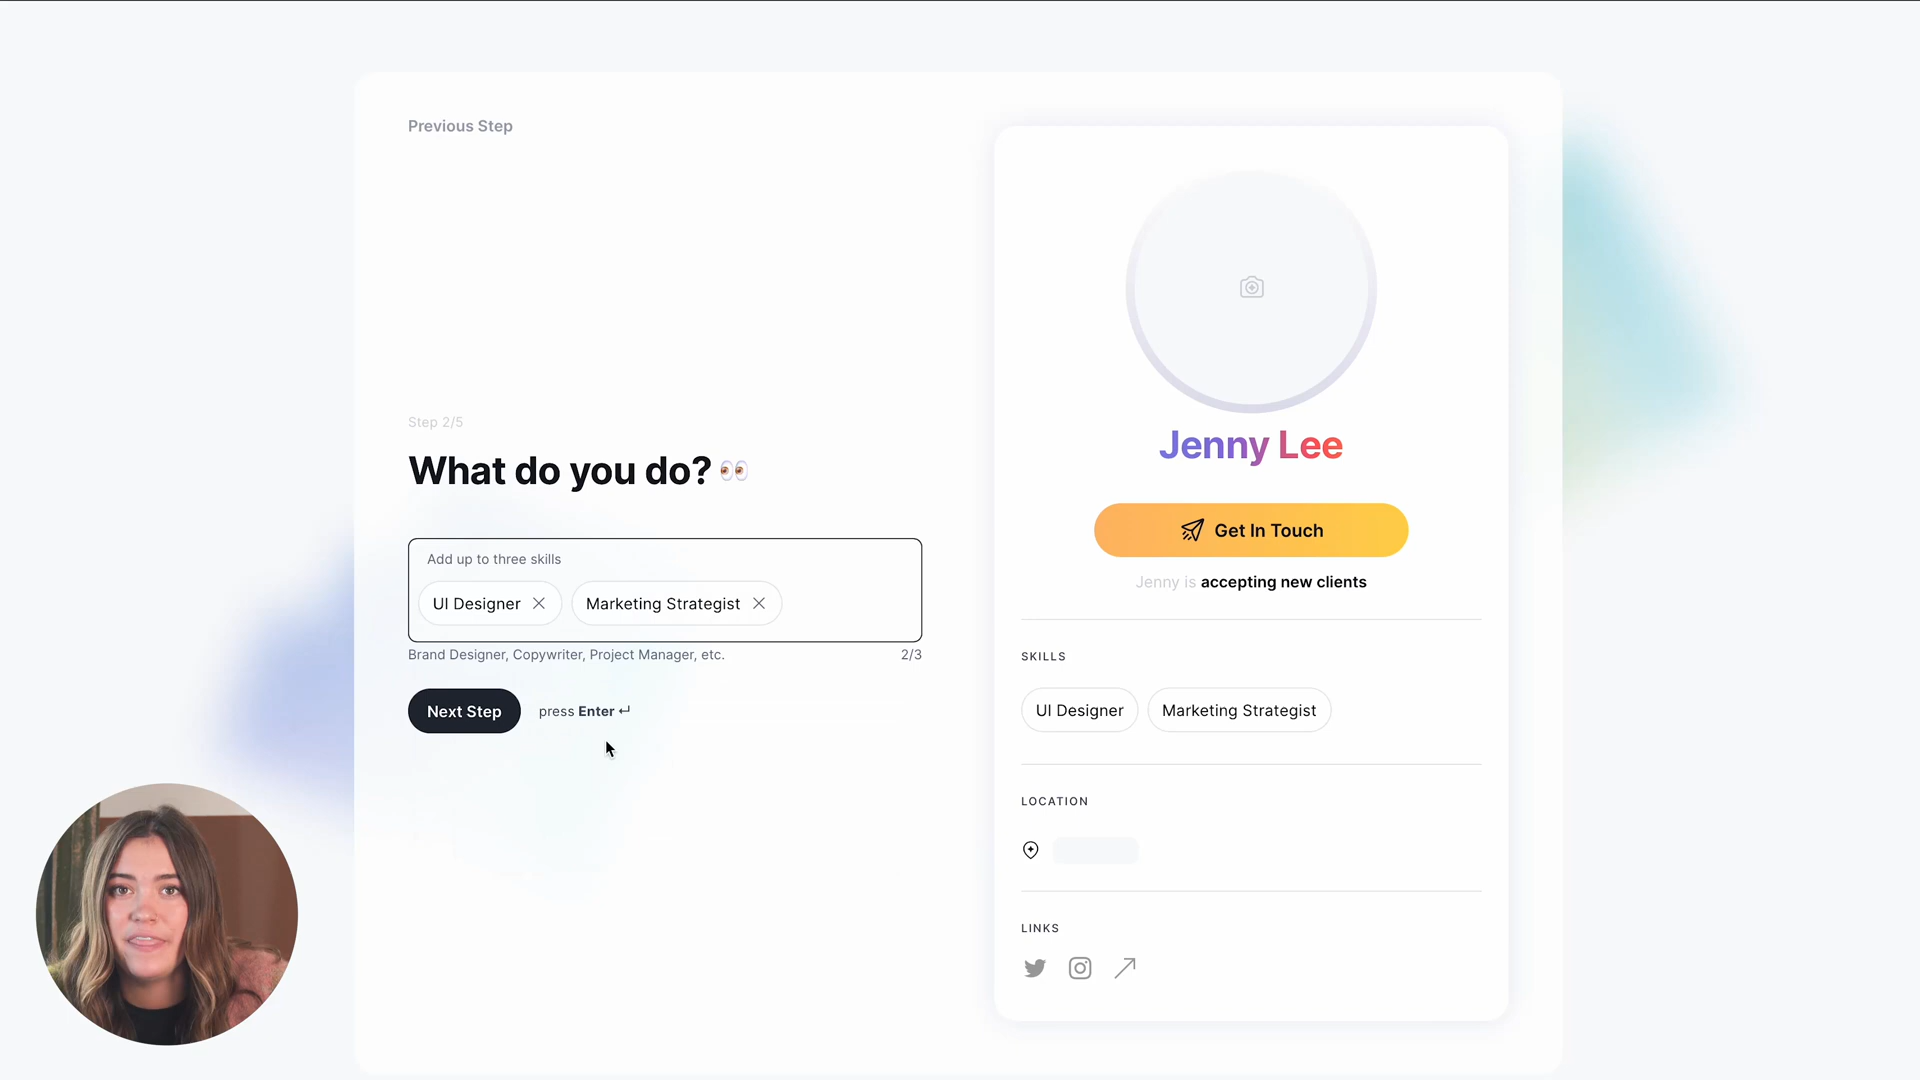 Previous Step
Step 2/5
What do you do? 👀
Add up to three skills
UI Designer
Marketing Strategist
Brand Designer, Copywriter, Project Manager, etc.
2/3
Next Step
press Enter ↵
Jenny Lee
Get In Touch
Jenny is accepting new clients
SKILLS
UI Designer
Marketing Strategist
LOCATION
LINKS